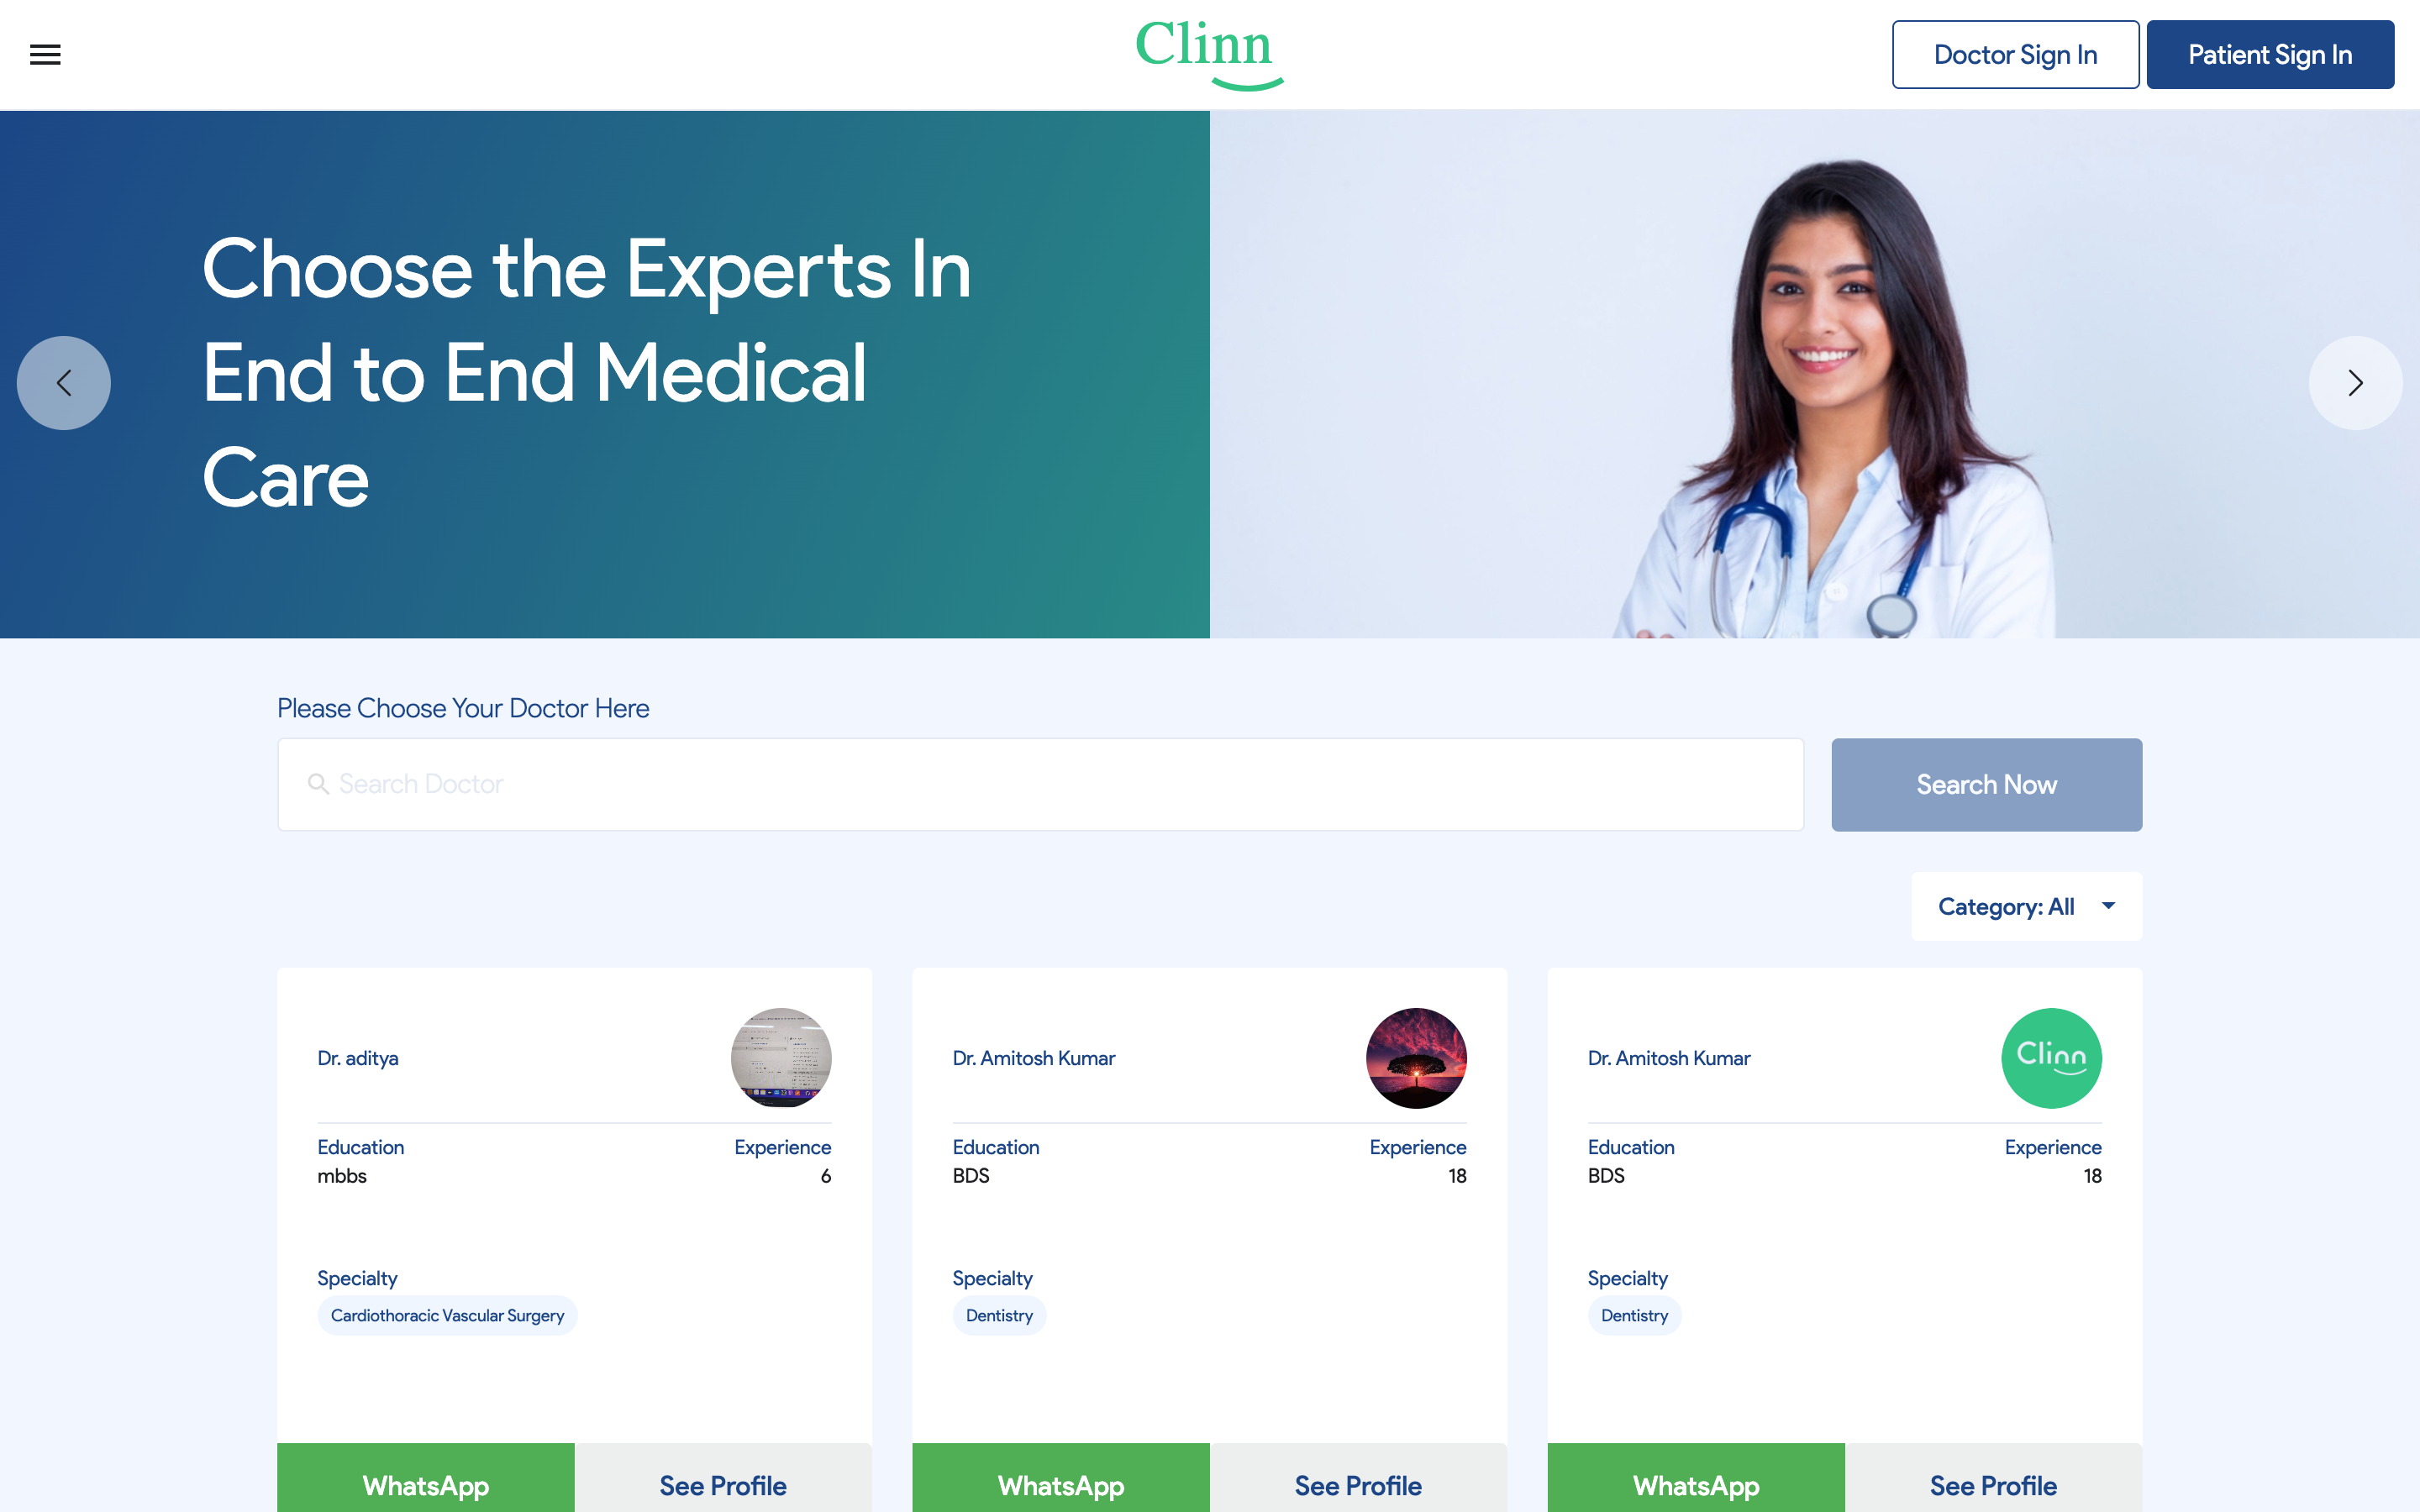 Clinn
Doctor Sign In
Patient Sign In
Choose the Experts In
End to End Medical
Care
Please Choose Your Doctor Here
Search Doctor
Search Now
Category: All
Dr. aditya
Education
Experience
mbbs
6
Specialty
Cardiothoracic Vascular Surgery
WhatsApp
See Profile
Dr. Amitosh Kumar
Education
Experience
BDS
18
Specialty
Dentistry
WhatsApp
See Profile
Dr. Amitosh Kumar
Clinn
Education
Experience
BDS
18
Specialty
Dentistry
WhatsApp
See Profile